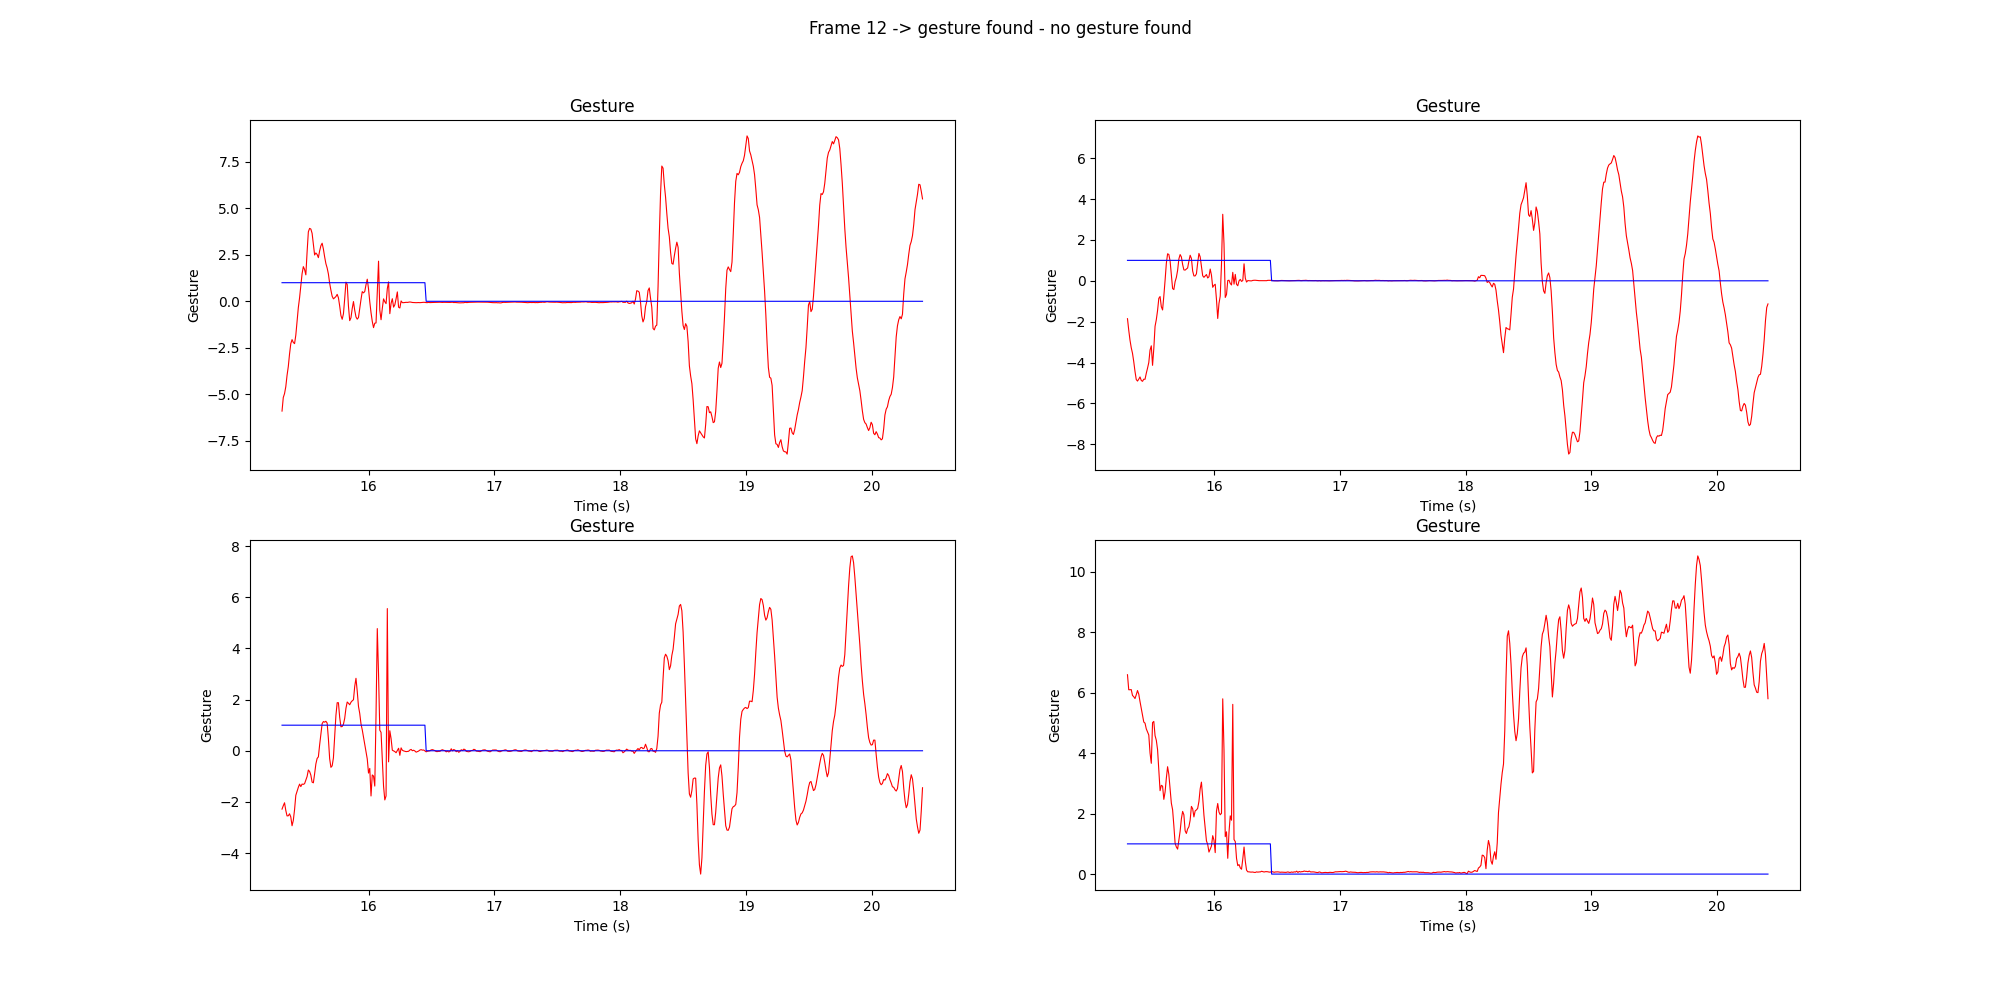 Frame 12 -> gesture found - no gesture found
Gesture
Gesture
7.5
5.0
2.5
0.0
−2.5
−5.0
−7.5
Gesture
16 17 18 19 20
Time (s)
Gesture
6
4
2
0
−2
−4
−6
−8
16 17 18 19 20
Time (s)
Gesture
Gesture
8
6
4
2
0
−2
−4
16 17 18 19 20
Time (s)
Gesture
Gesture
10
8
6
4
2
0
16 17 18 19 20
Time (s)